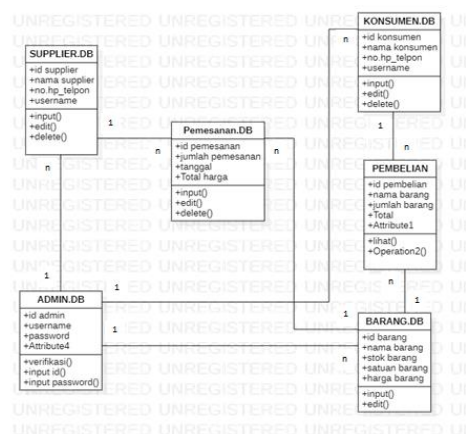 KONSUMEN.DB
+id konsumen
+nama konsumen
+no.hp_telpon
+username
+input()
+edit()
+delete()
n
1
SUPPLIER.DB
+id supplier
+nama supplier
+no.hp_telpon
+username
+input()
+edit()
+delete()
1
n
Pemesanan.DB
+id pemesanan
+jumlah pemesanan
+tanggal
+Total harga
+input()
+edit()
+delete()
n
n
n
PEMBELIAN
+id pembelian
+nama barang
+jumlah barang
+Total
+Attribute1
+lihat()
+Operation2()
n
1
ADMIN.DB
+id admin
+username
+password
+Attribute4
+verifikasi()
+input id()
+input password()
1
1
1
BARANG.DB
+id barang
+nama barang
+stok barang
+satuan barang
+harga barang
+input()
+edit()
1
n
UNREGISTERED UNREGISTERED UNREGISTERED